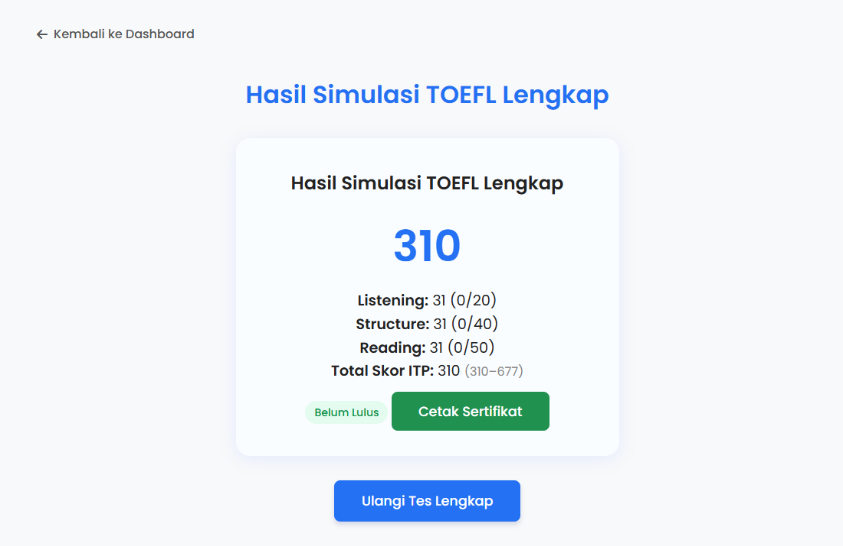 ← Kembali ke Dashboard
Hasil Simulasi TOEFL Lengkap
Hasil Simulasi TOEFL Lengkap
310
Listening: 31 (0/20)
Structure: 31 (0/40)
Reading: 31 (0/50)
Total Skor ITP: 310 (310–677)
Belum Lulus Cetak Sertifikat
Ulangi Tes Lengkap